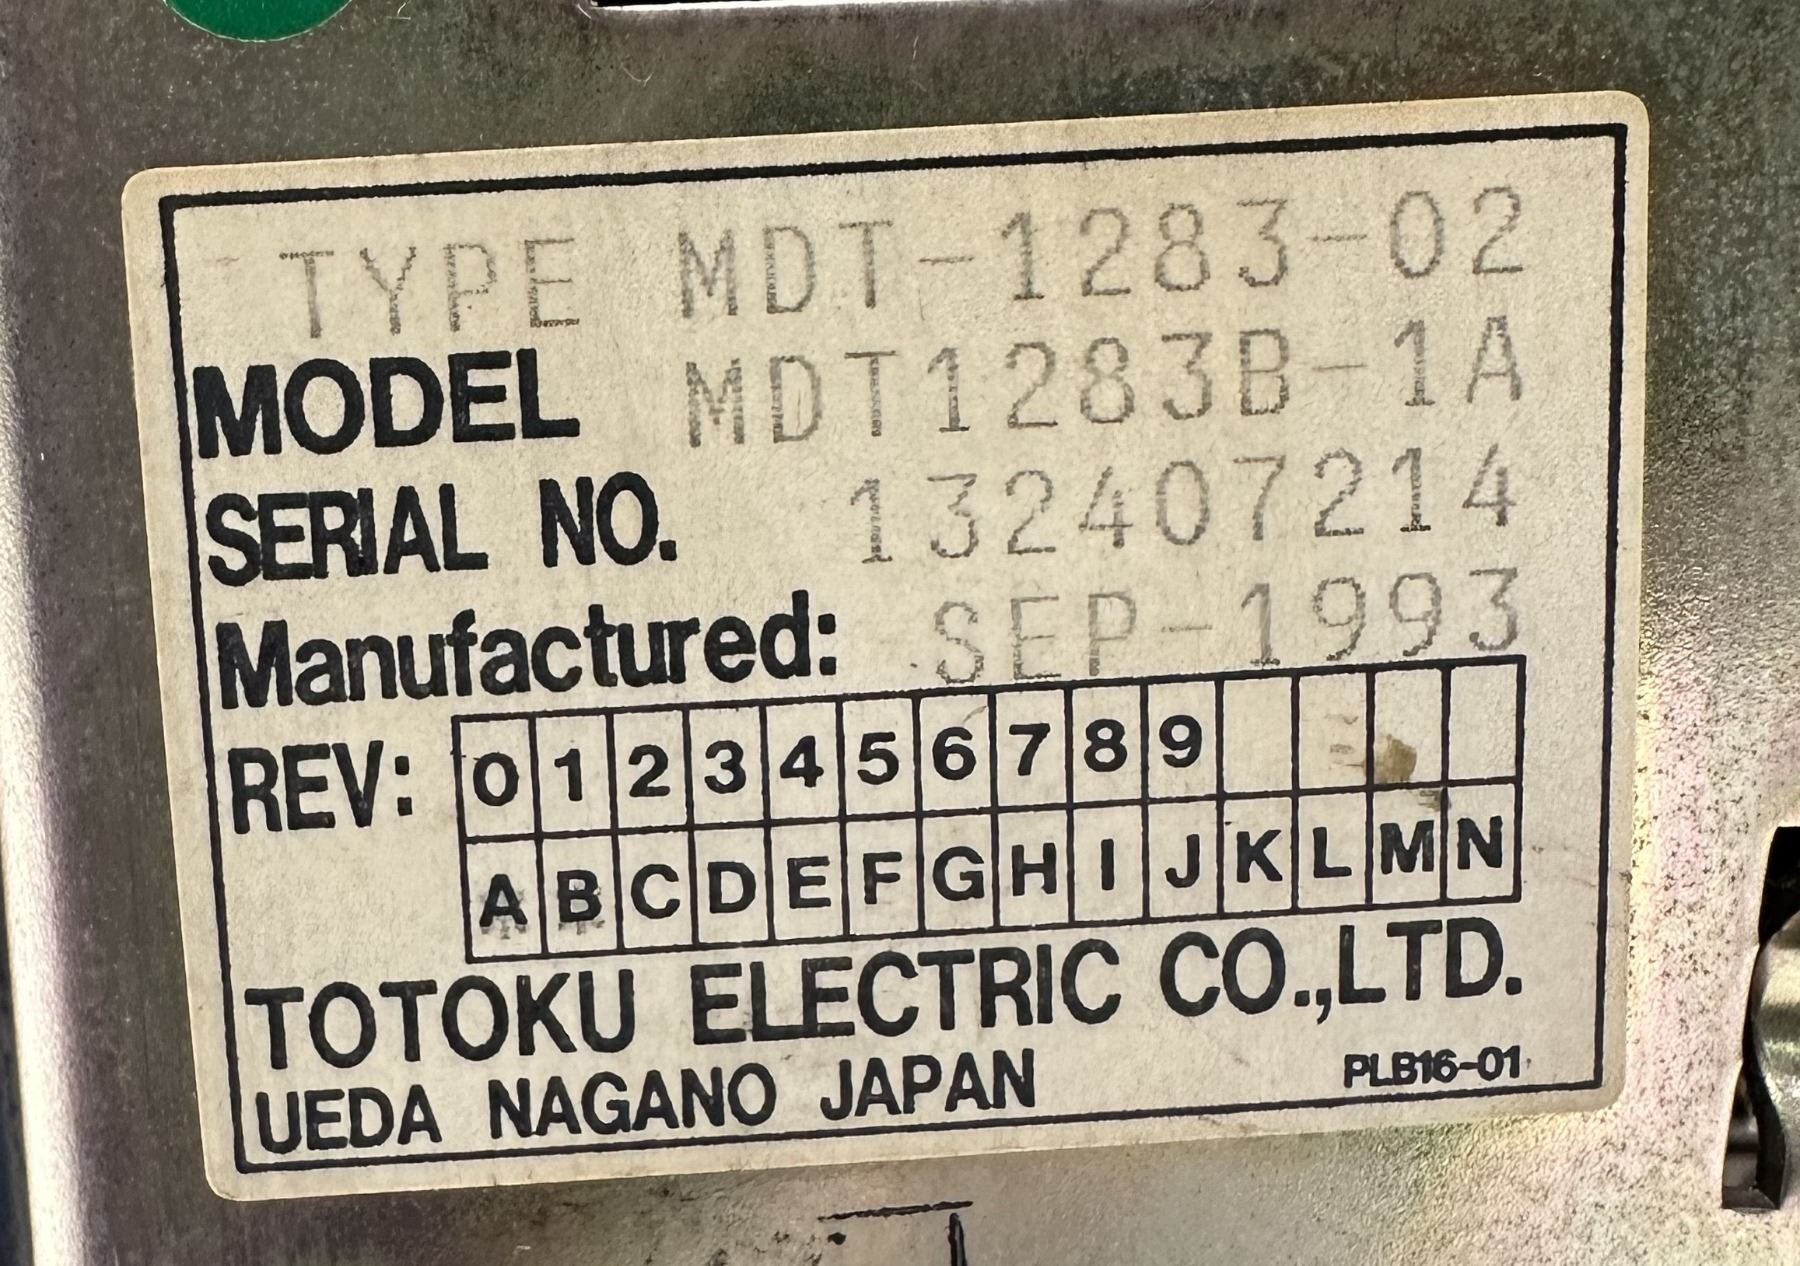 TYPE MDT-1283-02
MODEL MDT1283B-1A
SERIAL NO. 132407214
Manufactured: SEP-1993
REV: 0 1 2 3 4 5 6 7 8 9
A B C D E F G H I J K L M N
TOTOKU ELECTRIC CO.,LTD.
UEDA NAGANO JAPAN PLB16-01